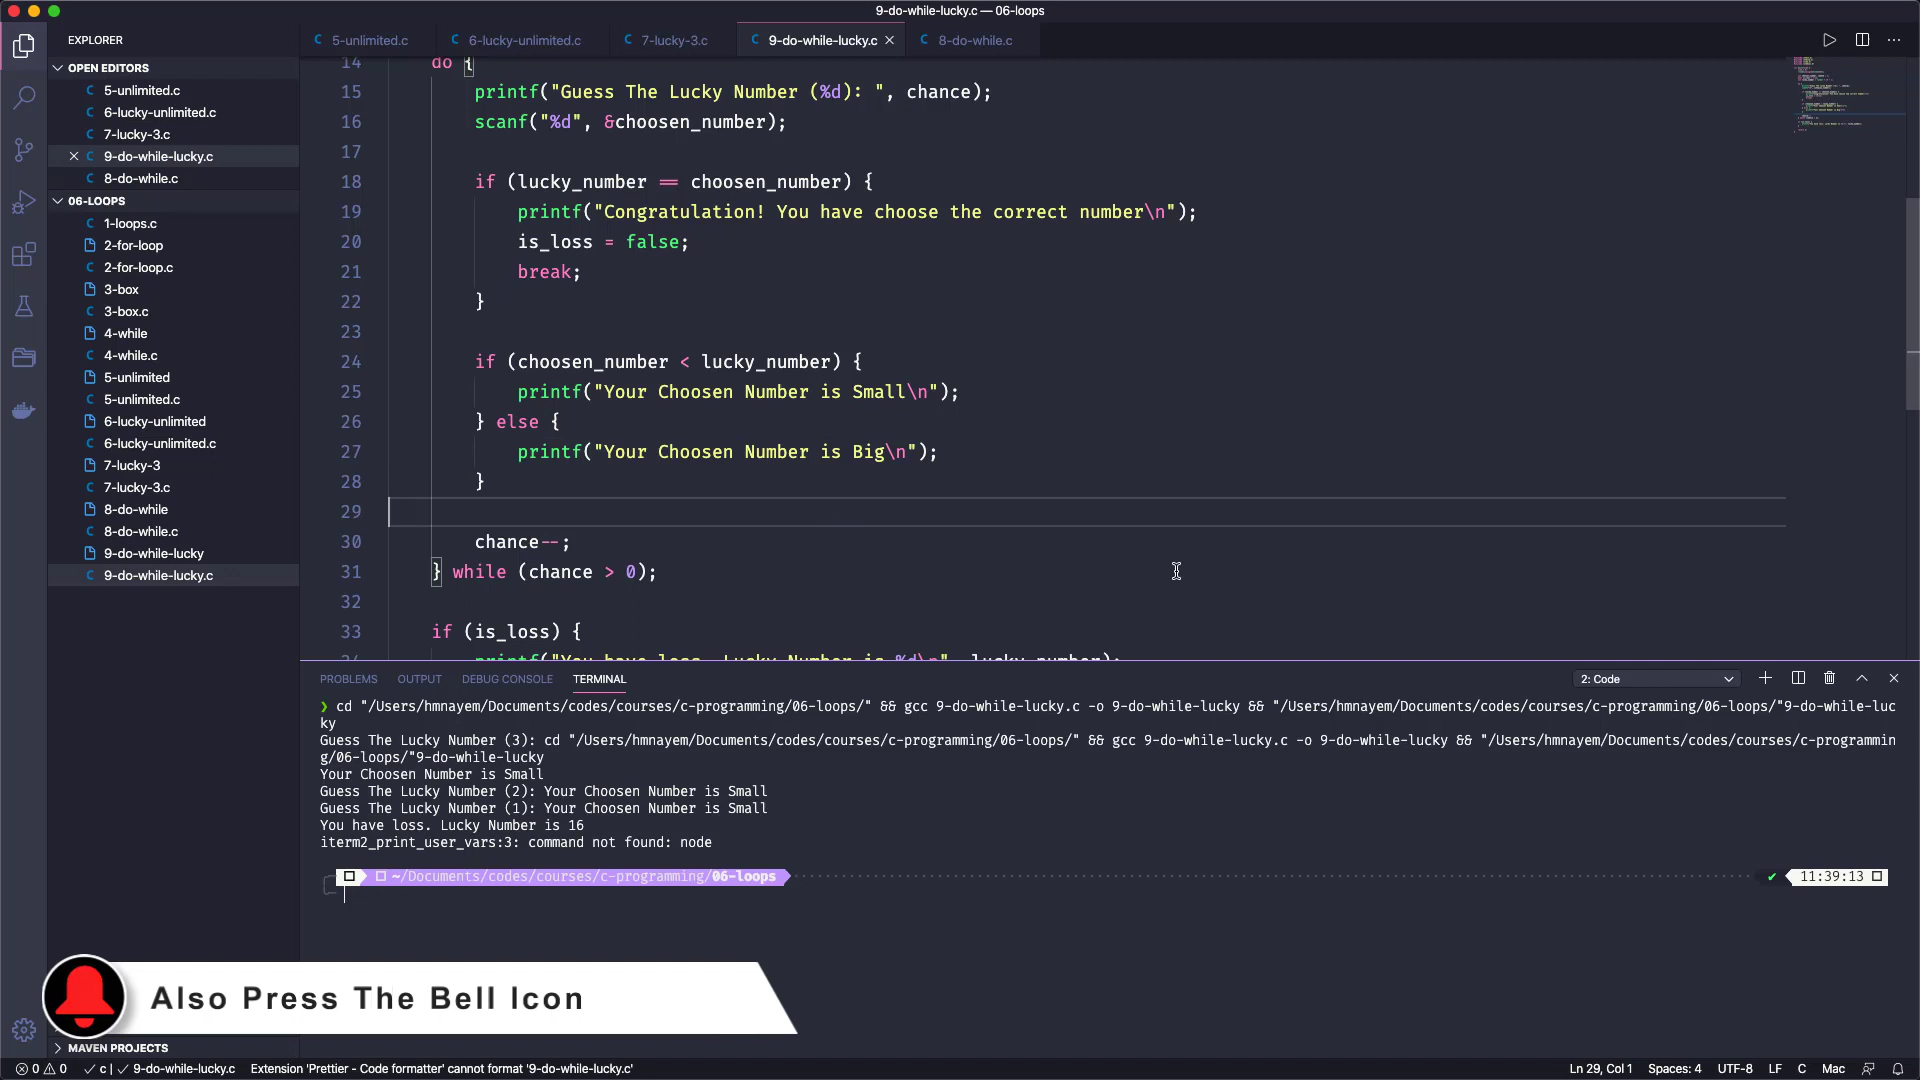 9-do-while-lucky.c — 06-loops
EXPLORER
OPEN EDITORS
5-unlimited.c
6-lucky-unlimited.c
7-lucky-3.c
9-do-while-lucky.c
8-do-while.c
06-LOOPS
1-loops.c
2-for-loop
2-for-loop.c
3-box
3-box.c
4-while
4-while.c
5-unlimited
5-unlimited.c
6-lucky-unlimited
6-lucky-unlimited.c
7-lucky-3
7-lucky-3.c
8-do-while
8-do-while.c
9-do-while-lucky
9-do-while-lucky.c
MAVEN PROJECTS
5-unlimited.c 6-lucky-unlimited.c 7-lucky-3.c 9-do-while-lucky.c 8-do-while.c
14 do {
15 printf("Guess The Lucky Number (%d): ", chance);
16 scanf("%d", &choosen_number);
17
18 if (lucky_number == choosen_number) {
19 printf("Congratulation! You have choose the correct number\n");
20 is_loss = false;
21 break;
22 }
23
24 if (choosen_number < lucky_number) {
25 printf("Your Choosen Number is Small\n");
26 } else {
27 printf("Your Choosen Number is Big\n");
28 }
29
30 chance--;
31 } while (chance > 0);
32
33 if (is_loss) {
printf("You have loss. Lucky Number is %d\n", lucky_number);
PROBLEMS OUTPUT DEBUG CONSOLE TERMINAL 2: Code
❯ cd "/Users/hmnayem/Documents/codes/courses/c-programming/06-loops/" && gcc 9-do-while-lucky.c -o 9-do-while-lucky && "/Users/hmnayem/Documents/codes/courses/c-programming/06-loops/"9-do-while-luc
ky
Guess The Lucky Number (3): cd "/Users/hmnayem/Documents/codes/courses/c-programming/06-loops/" && gcc 9-do-while-lucky.c -o 9-do-while-lucky && "/Users/hmnayem/Documents/codes/courses/c-programmin
g/06-loops/"9-do-while-lucky
Your Choosen Number is Small
Guess The Lucky Number (2): Your Choosen Number is Small
Guess The Lucky Number (1): Your Choosen Number is Small
You have loss. Lucky Number is 16
iterm2_print_user_vars:3: command not found: node
~/Documents/codes/courses/c-programming/06-loops 11:39:13
Also Press The Bell Icon
0 0 c | 9-do-while-lucky.c Extension 'Prettier - Code formatter' cannot format '9-do-while-lucky.c' Ln 29, Col 1 Spaces: 4 UTF-8 LF C Mac